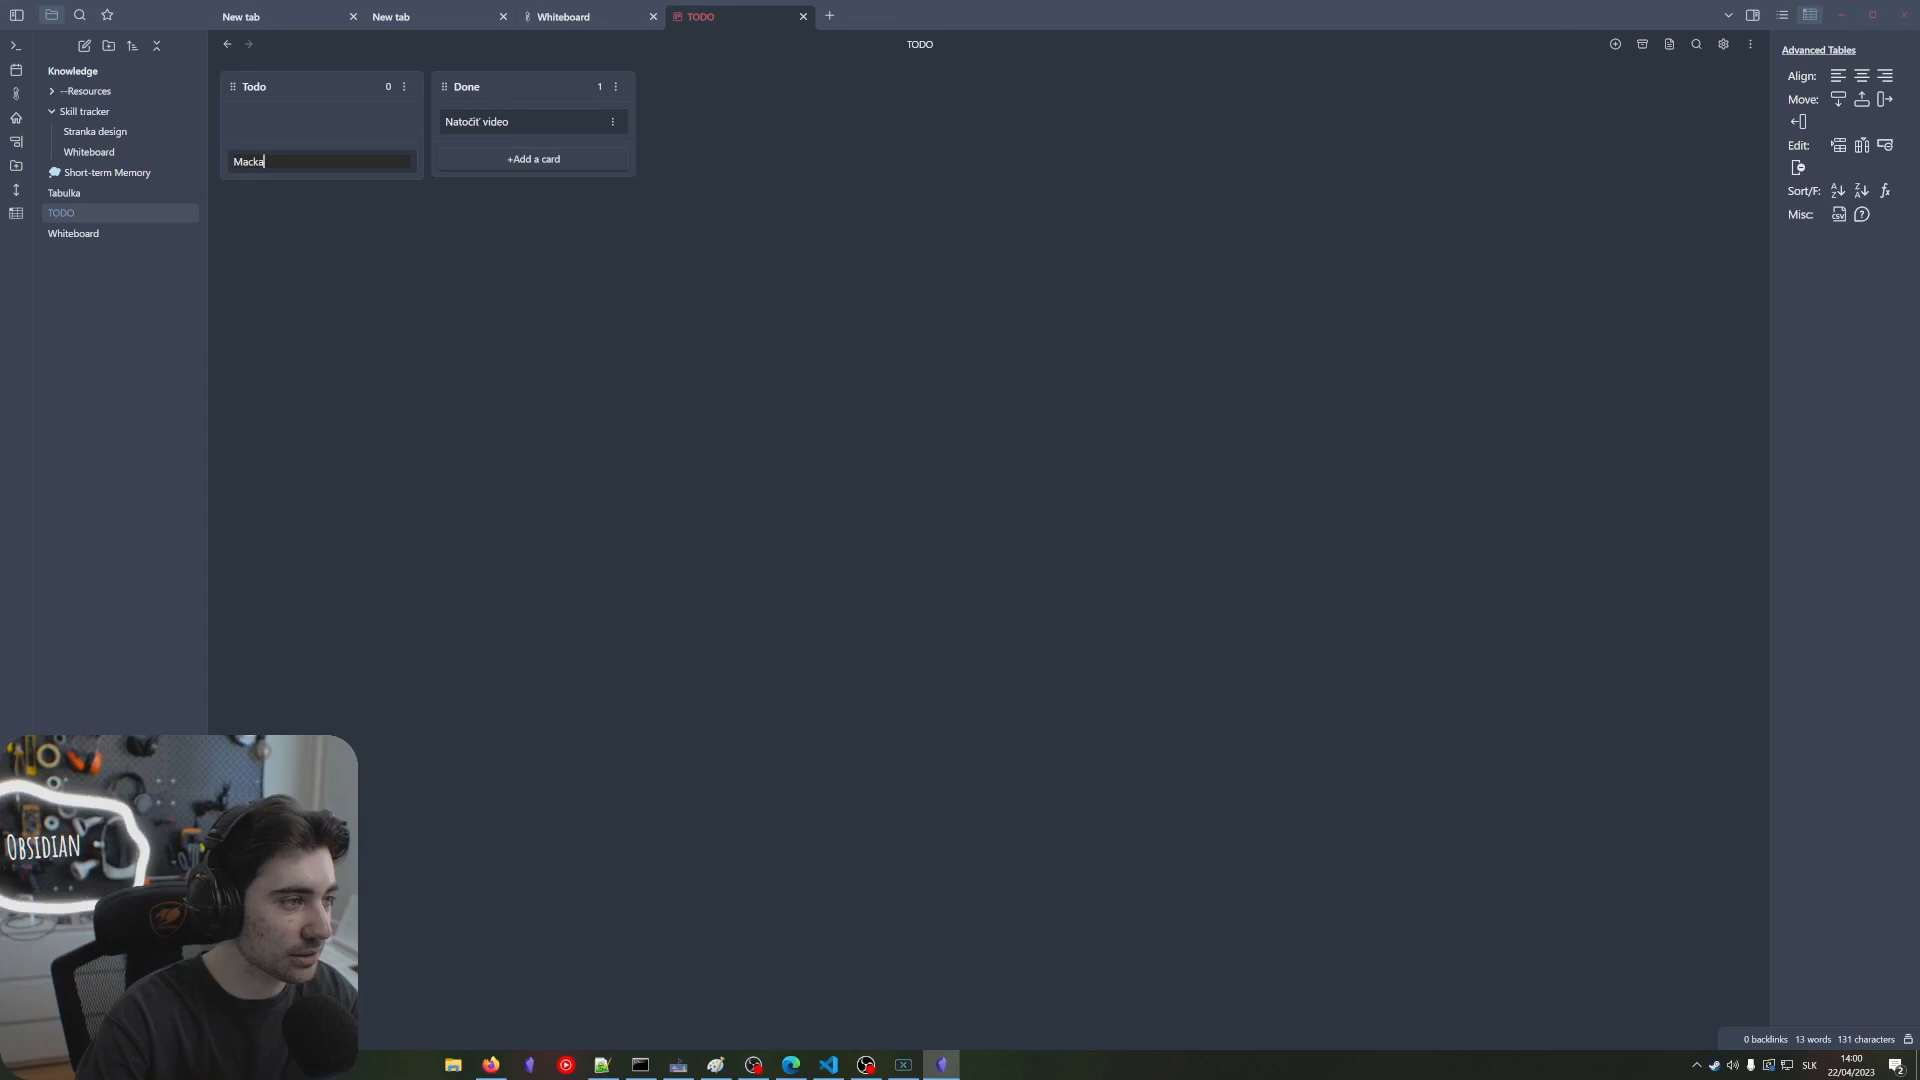 New tab
New tab
Whiteboard
TODO
TODO
Knowledge
--Resources
Skill tracker
Stranka design
Whiteboard
Short-term Memory
Tabulka
TODO
Whiteboard
Todo
0
Macka
Done
1
Natočiť video
+Add a card
Advanced Tables
Align:
Move:
Edit:
Sort/F:
Misc:
OBSIDIAN
0 backlinks 13 words 131 characters
SLK
14:00
22/04/2023
2